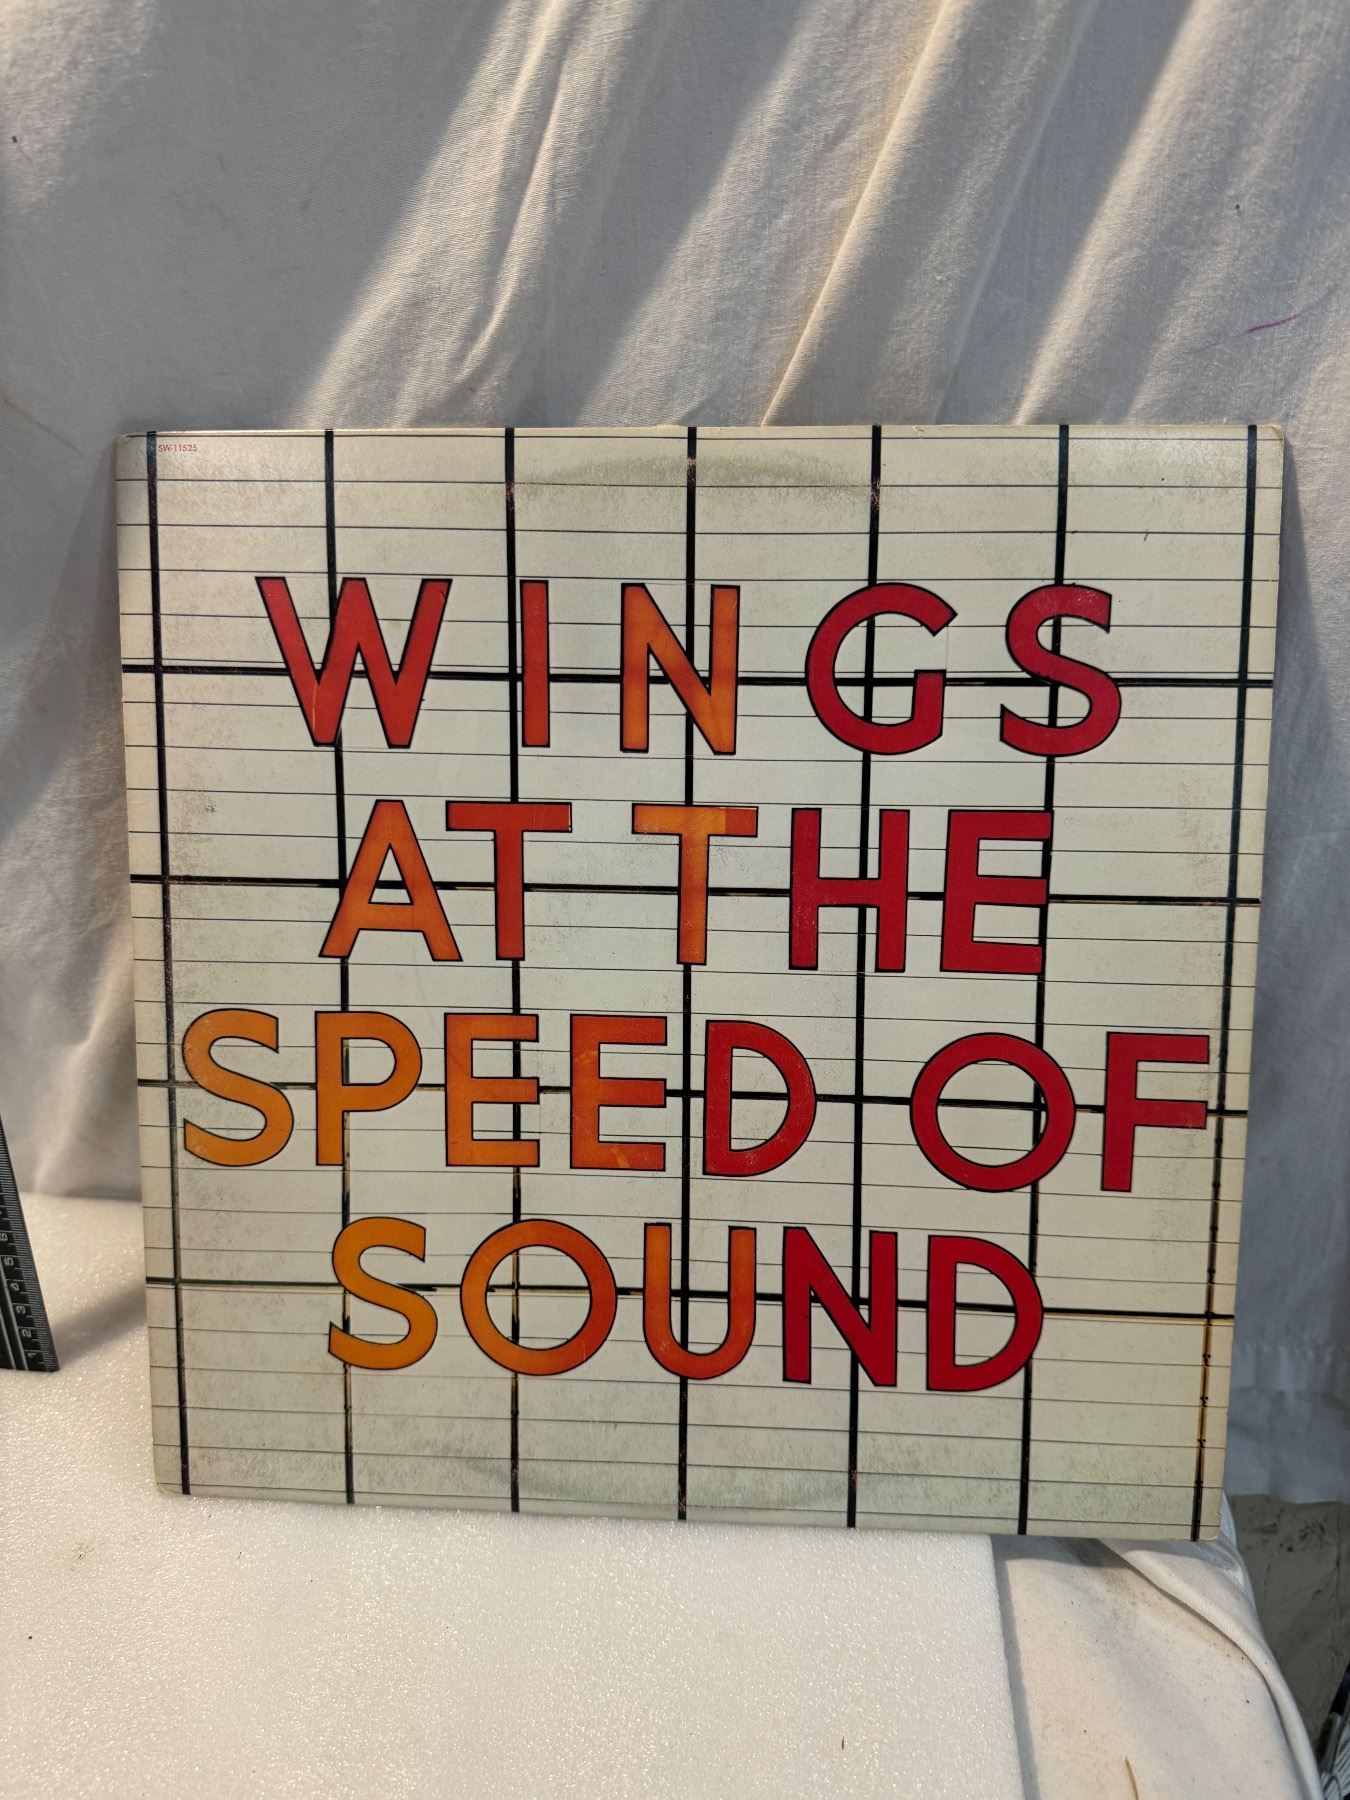 SW-11525
WINGS
AT THE
SPEED OF
SOUND